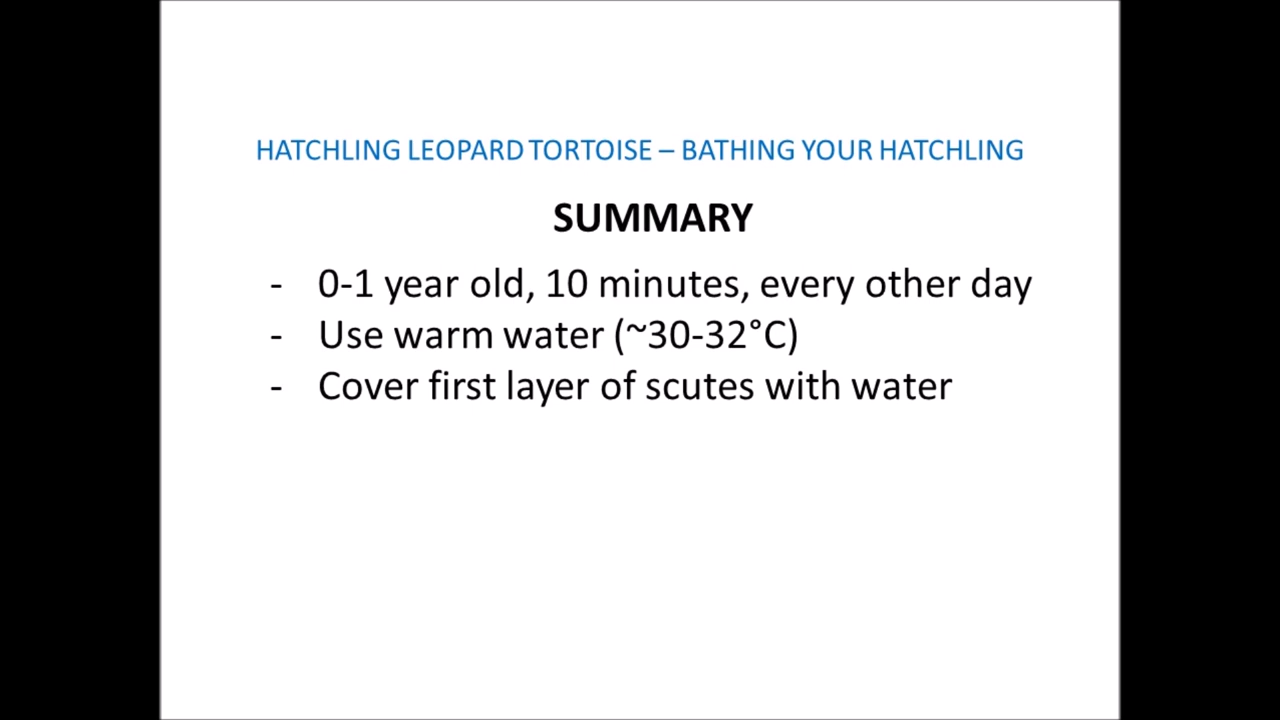 HATCHLING LEOPARD TORTOISE – BATHING YOUR HATCHLING
SUMMARY
- 0-1 year old, 10 minutes, every other day
- Use warm water (~30-32°C)
- Cover first layer of scutes with water